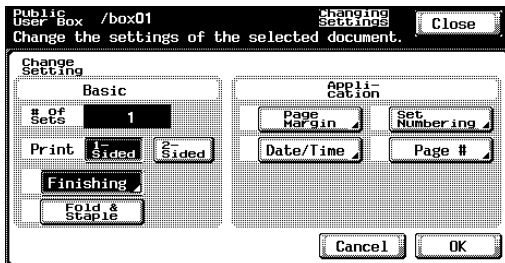 Public User Box /box01 Changing Settings Close
Change the settings of the selected document.
Change Setting
Basic
# Of Sets 1
Print 1-Sided 2-Sided
Finishing
Fold & Staple
Appli-cation
Page Margin Set Numbering
Date/Time Page #
Cancel OK